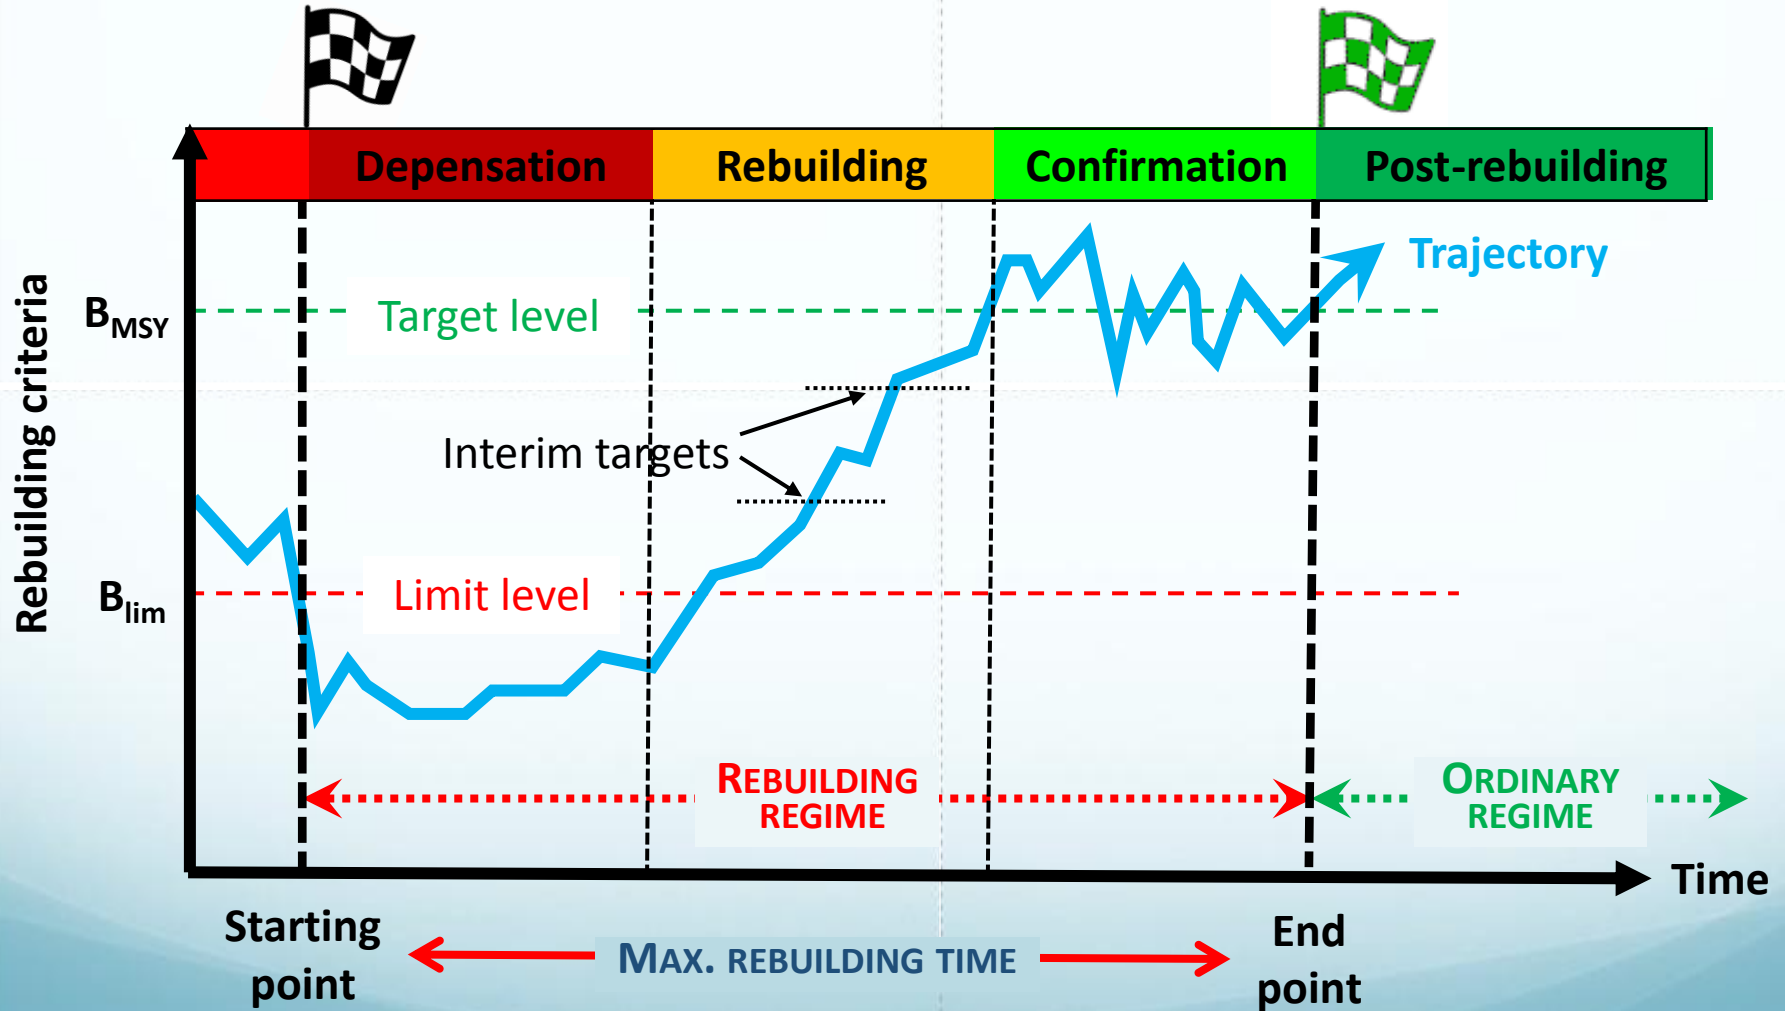 Depensation
Rebuilding
Confirmation
Post-rebuilding
Trajectory
Rebuilding criteria
BMSY
Target level
Interim targets
Blim
Limit level
REBUILDING
REGIME
ORDINARY
REGIME
Time
Starting
point
MAX. REBUILDING TIME
End
point